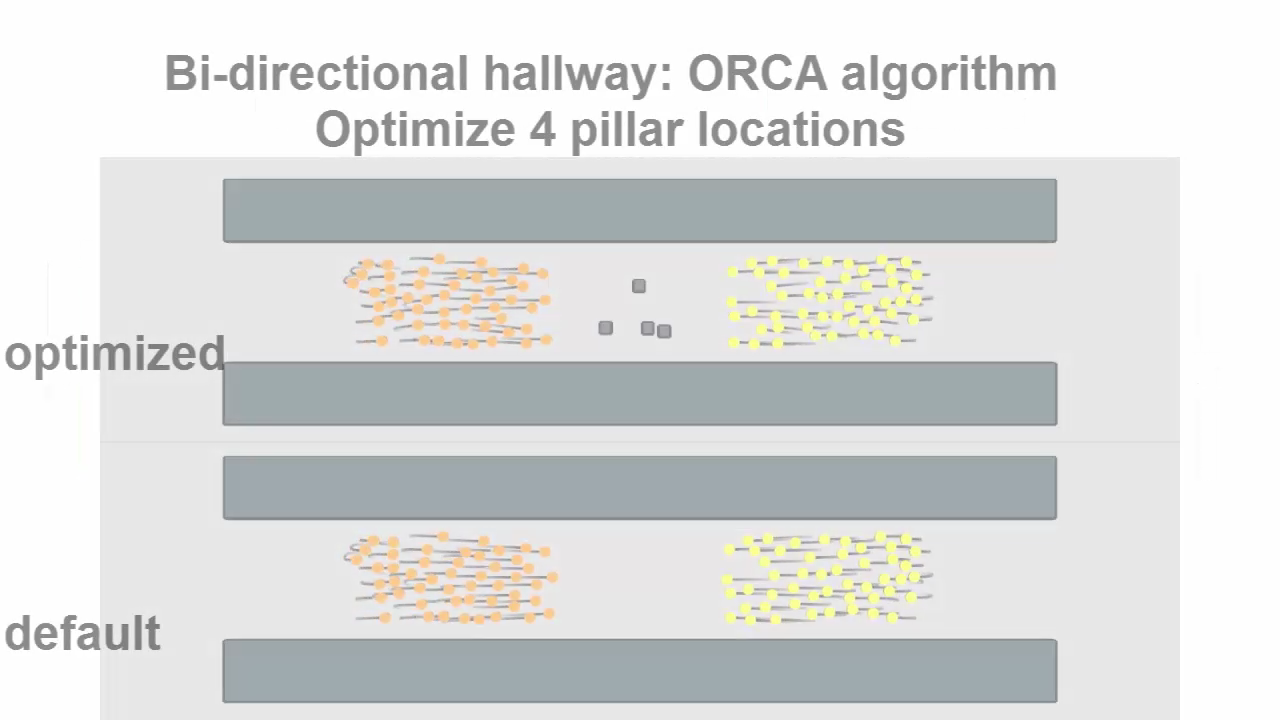 Bi-directional hallway: ORCA algorithm
Optimize 4 pillar locations
optimized
default